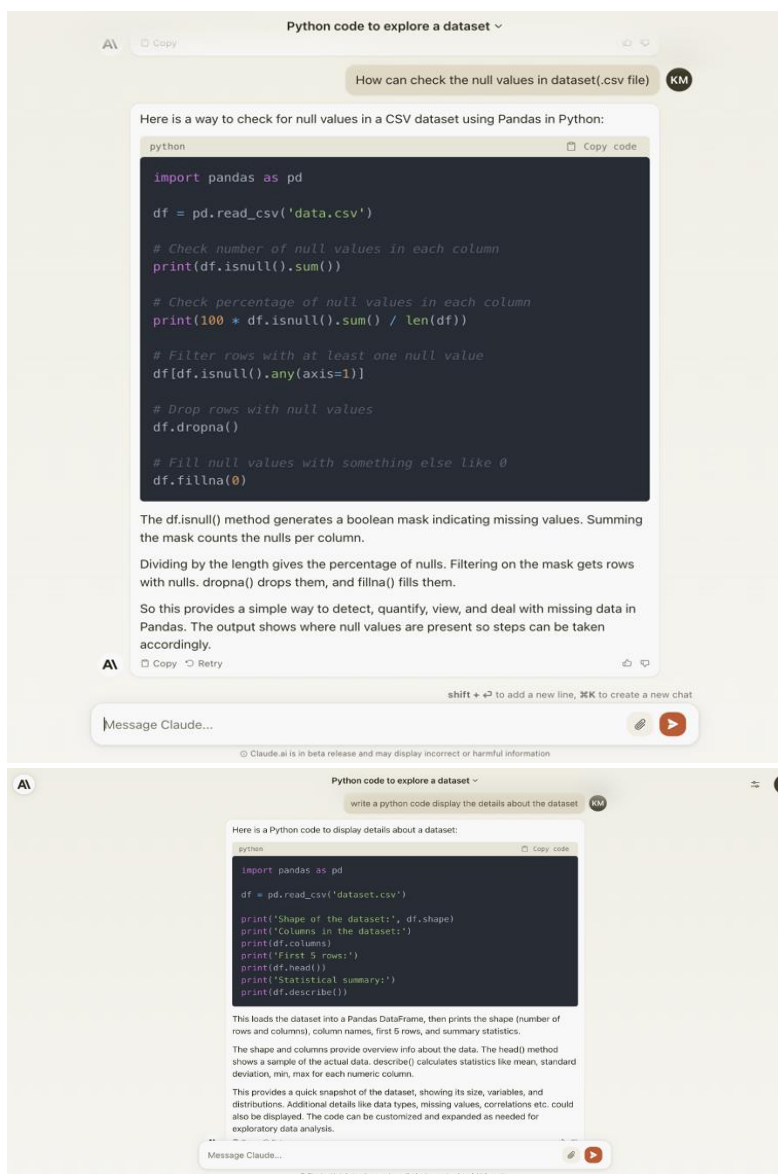 Python code to explore a dataset
Copy
How can check the null values in dataset(.csv file)
KM
Here is a way to check for null values in a CSV dataset using Pandas in Python:
python
Copy code
import pandas as pd
df = pd.read_csv('data.csv')
# Check number of null values in each column
print(df.isnull().sum())
# Check percentage of null values in each column
print(100 * df.isnull().sum() / len(df))
# Filter rows with at least one null value
df[df.isnull().any(axis=1)]
# Drop rows with null values
df.dropna()
# Fill null values with something else like 0
df.fillna(0)
The df.isnull() method generates a boolean mask indicating missing values. Summing
the mask counts the nulls per column.
Dividing by the length gives the percentage of nulls. Filtering on the mask gets rows
with nulls. dropna() drops them, and fillna() fills them.
So this provides a simple way to detect, quantify, view, and deal with missing data in
Pandas. The output shows where null values are present so steps can be taken
accordingly.
Copy Retry
shift + ⏎ to add a new line, ⌘K to create a new chat
Message Claude...
Claude.ai is in beta release and may display incorrect or harmful information
Python code to explore a dataset
write a python code display the details about the dataset
KM
Here is a Python code to display details about a dataset:
python
Copy code
import pandas as pd
df = pd.read_csv('dataset.csv')
print('Shape of the dataset:', df.shape)
print('Columns in the dataset:')
print(df.columns)
print('First 5 rows:')
print(df.head())
print('Statistical summary:')
print(df.describe())
This loads the dataset into a Pandas DataFrame, then prints the shape (number of
rows and columns), column names, first 5 rows, and summary statistics.
The shape and columns provide overview info about the data. The head() method
shows a sample of the actual data. describe() calculates statistics like mean, standard
deviation, min, max for each numeric column.
This provides a quick snapshot of the dataset, showing its size, variables, and
distributions. Additional details like data types, missing values, correlations etc. could
also be displayed. The code can be customized and expanded as needed for
exploratory data analysis.
Message Claude...